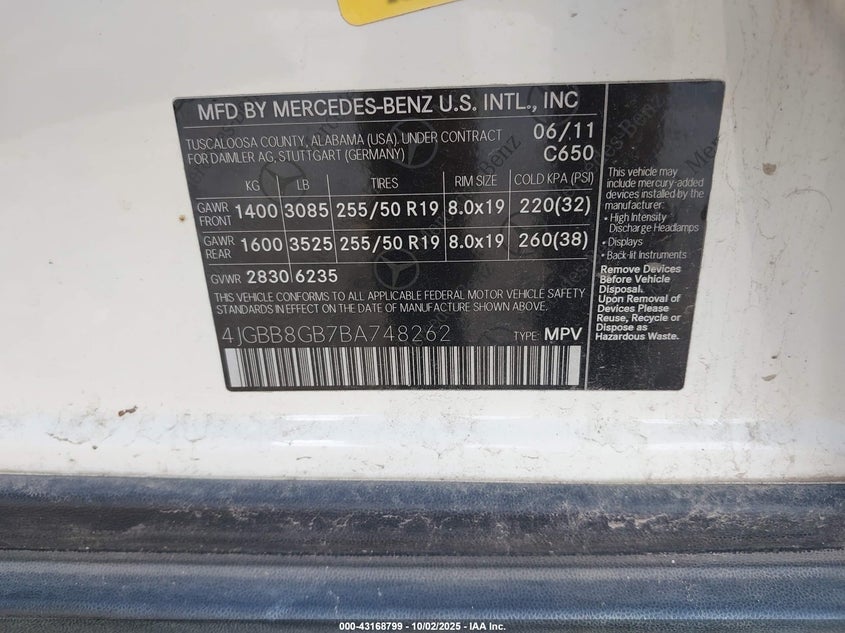 MFD BY MERCEDES-BENZ U.S. INTL., INC
TUSCALOOSA COUNTY, ALABAMA (USA). UNDER CONTRACT 06/11
FOR DAIMLER AG, STUTTGART (GERMANY) C650
KG LB TIRES RIM SIZE COLD KPA (PSI)
GAWR FRONT 1400 3085 255/50 R19 8.0x19 220(32)
GAWR REAR 1600 3525 255/50 R19 8.0x19 260(38)
GVWR 2830 6235
THIS VEHICLE CONFORMS TO ALL APPLICABLE FEDERAL MOTOR VEHICLE SAFETY
STANDARDS IN EFFECT ON THE DATE OF MANUFACTURE SHOWN ABOVE.
4JGBB8GB7BA748262 TYPE: MPV
This vehicle may
include mercury-added
devices installed by the
manufacturer:
• High Intensity
Discharge Headlamps
• Displays
• Back-lit Instruments
Remove Devices
Before Vehicle
Disposal.
Upon Removal of
Devices Please
Reuse, Recycle or
Dispose as
Hazardous Waste.
Mercedes-Benz
000-43168799 - 10/02/2025 - IAA Inc.